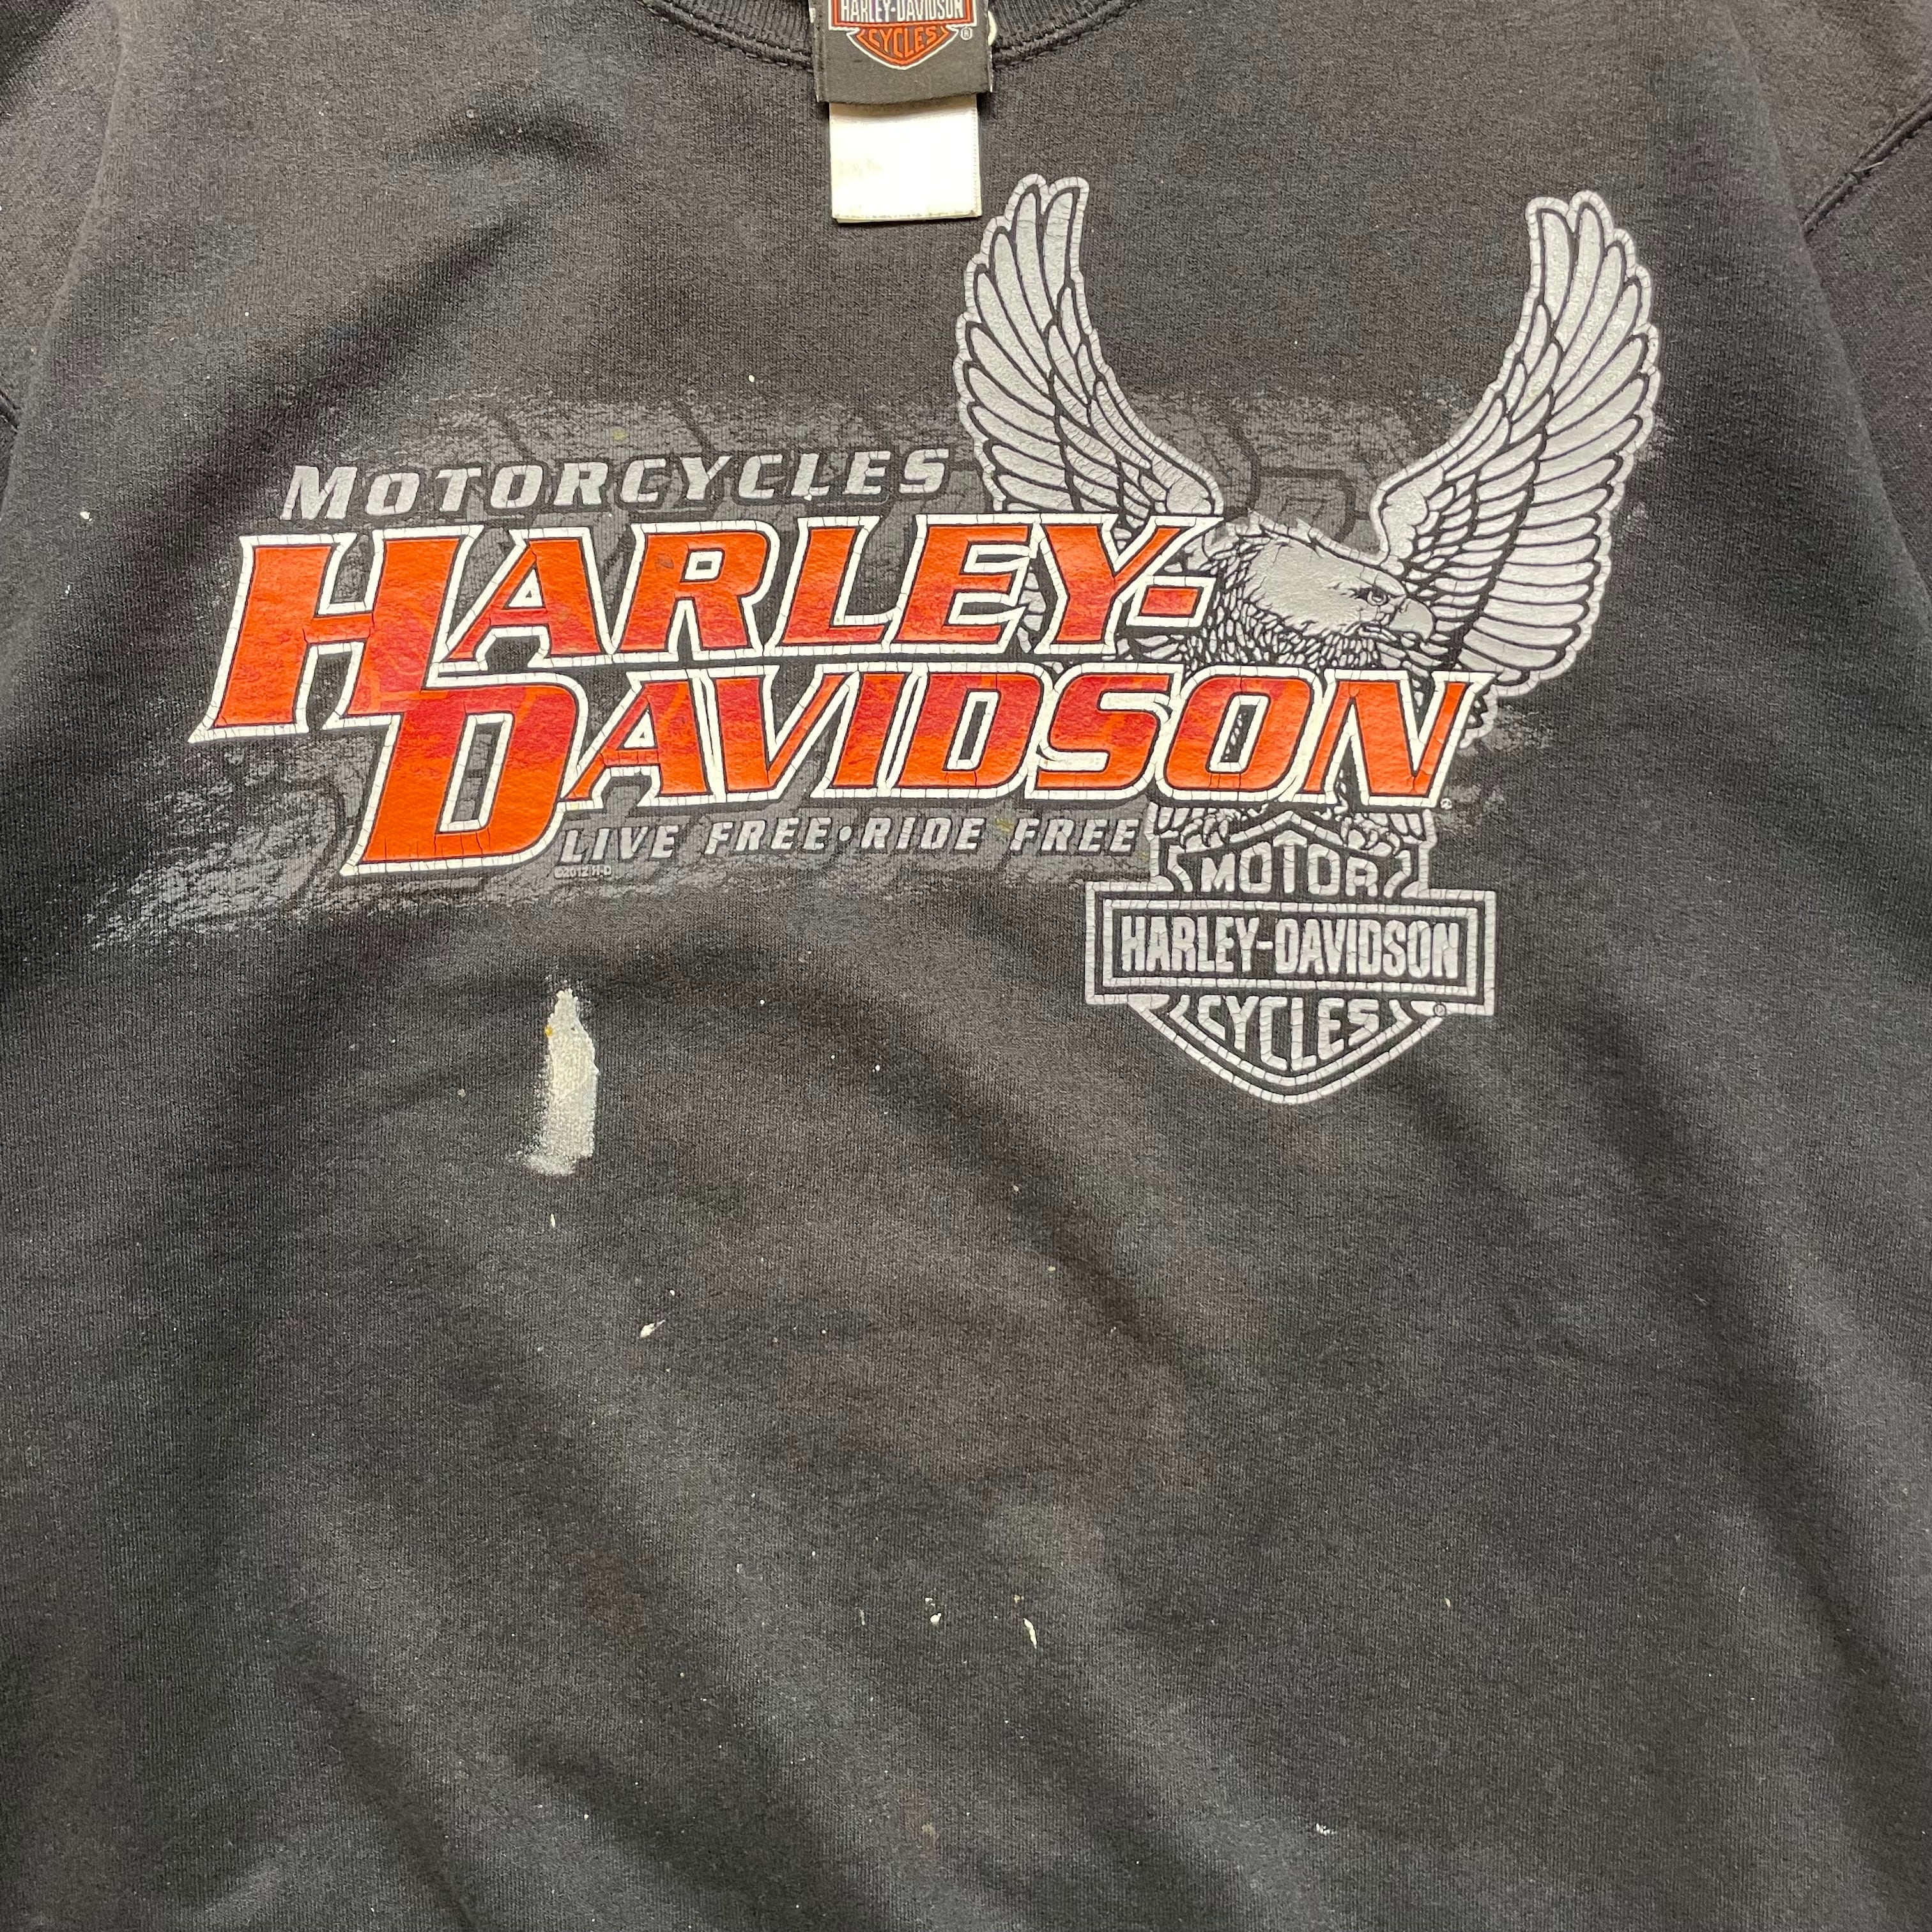 HARLEY-DAVIDSON
CYCLES ®
MOTORCYCLES
HARLEY-
DAVIDSON
LIVE FREE•RIDE FREE
©2012 H-D
MOTOR
HARLEY-DAVIDSON
CYCLES ®